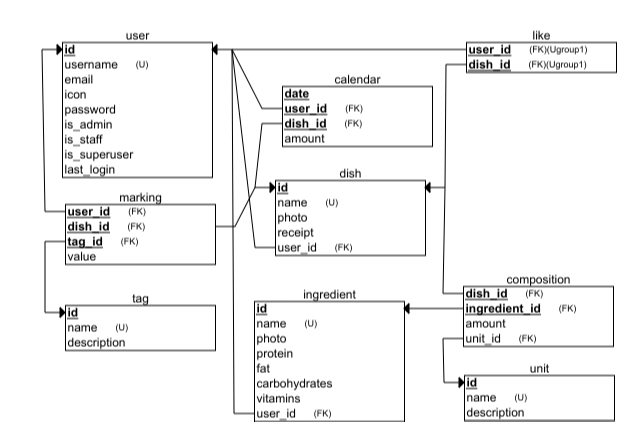 user
id
username (U)
email
icon
password
is_admin
is_staff
is_superuser
last_login
like
user_id (FK)(Ugroup1)
dish_id (FK)(Ugroup1)
calendar
date
user_id (FK)
dish_id (FK)
amount
dish
id
name (U)
photo
receipt
user_id (FK)
marking
user_id (FK)
dish_id (FK)
tag_id (FK)
value
tag
id
name (U)
description
ingredient
id
name (U)
photo
protein
fat
carbohydrates
vitamins
user_id (FK)
composition
dish_id (FK)
ingredient_id (FK)
amount
unit_id (FK)
unit
id
name (U)
description